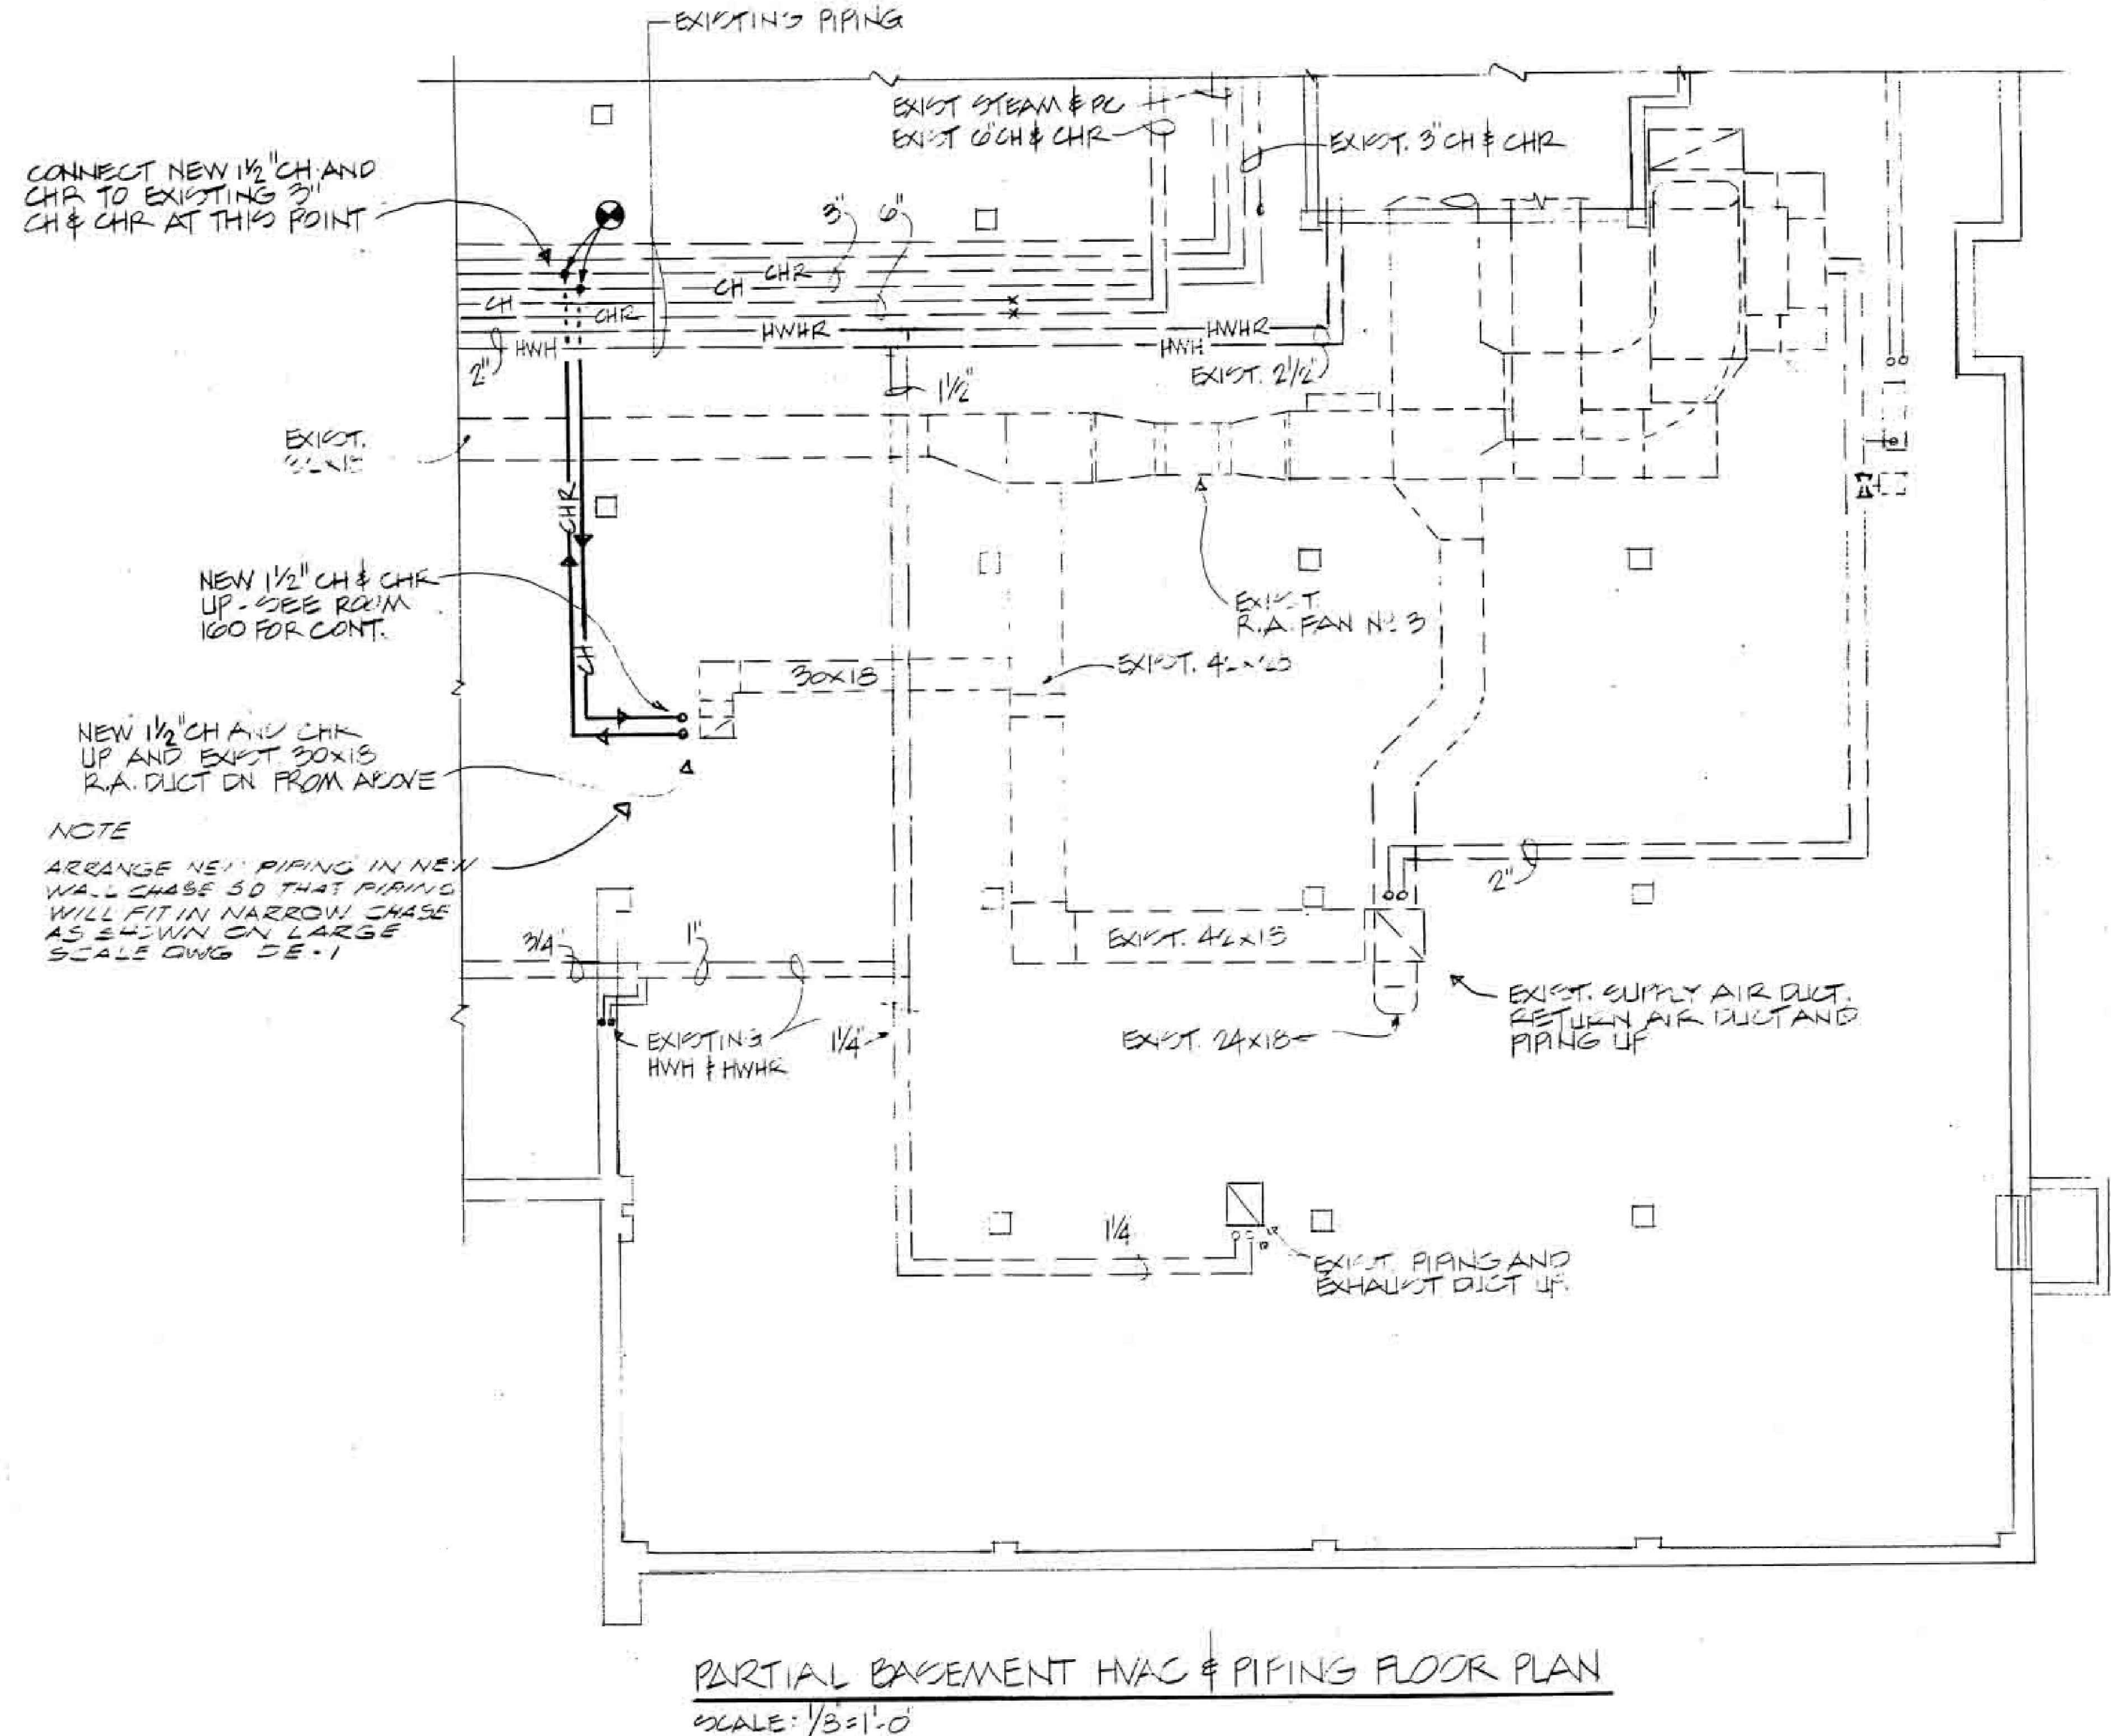 EXISTING PIPING
EXIST STEAM & PC
EXIST 6"CH & CHR
EXIST. 3"CH & CHR
CONNECT NEW 1½"CH AND
CHR TO EXISTING 3"
CH & CHR AT THIS POINT
3"
6"
CHR
CH
CH
CHR
HWHR
HWHR
HWH
HWH
2"
1½"
EXIST. 2½"
EXIST.
CHR
NEW 1½" CH & CHR
UP - SEE ROOM
160 FOR CONT.
EXIST.
R.A. FAN Nº 3
CH
30x18
EXIST.
NEW 1½"CH AND CHR
UP AND EXIST. 30x18
R.A. DUCT DN FROM ABOVE
NOTE
ARRANGE NEW PIPING IN NEW
WALL CHASE SO THAT PIPING
WILL FIT IN NARROW CHASE
AS SHOWN ON LARGE
SCALE DWG SE-1
2"
3/4"
1"
EXIST. 42x18
EXIST. SUPPLY AIR DUCT,
RETURN AIR DUCT AND
PIPING UP
EXISTING
HWH & HWHR
1¼"
EXIST. 24x18
1¼
EXIST. PIPING AND
EXHAUST DUCT UP.
PARTIAL BASEMENT HVAC & PIPING FLOOR PLAN
SCALE: 1/8"=1'-0"